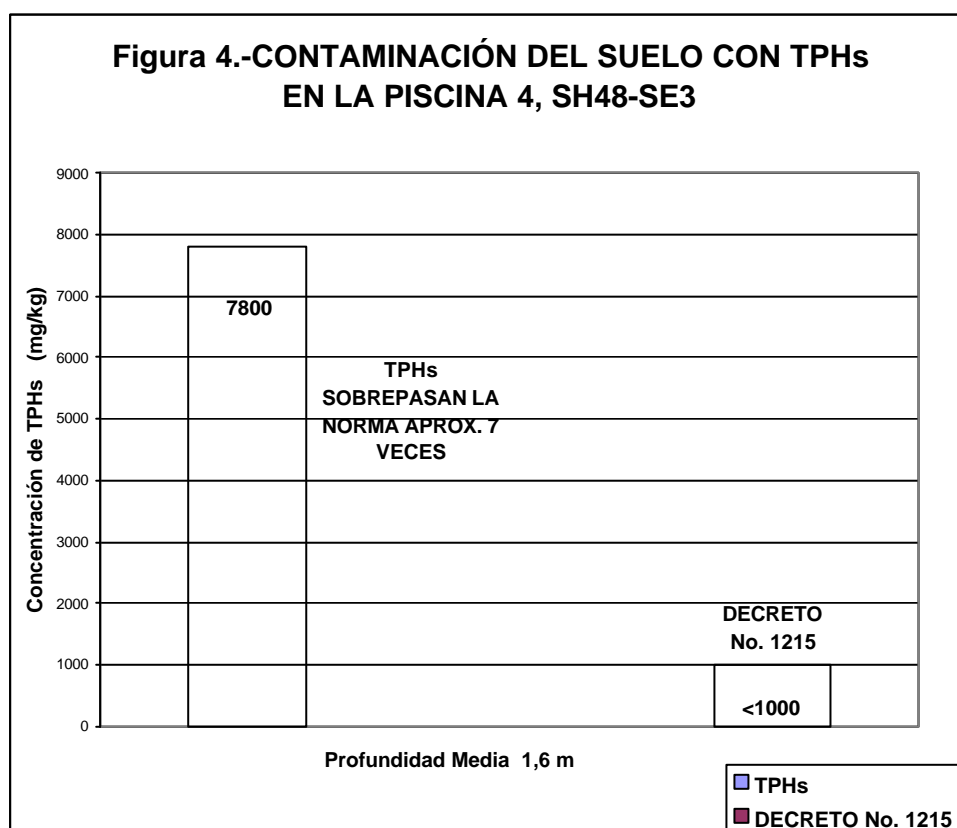 Figura 4.-CONTAMINACIÓN DEL SUELO CON TPHs
EN LA PISCINA 4, SH48-SE3
Concentración de TPHs (mg/kg)
9000
8000
7000
6000
5000
4000
3000
2000
1000
0
7800
TPHs
SOBREPASAN LA
NORMA APROX. 7
VECES
DECRETO
No. 1215
<1000
Profundidad Media 1,6 m
TPHs
DECRETO No. 1215